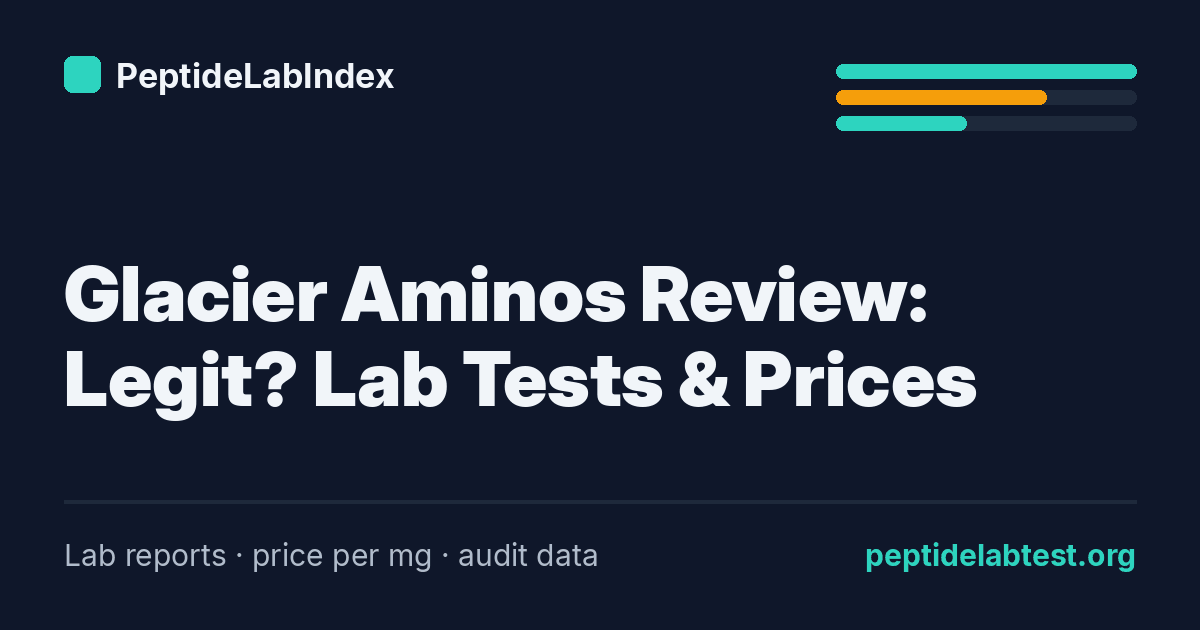 PeptideLabIndex
Glacier Aminos Review:
Legit? Lab Tests & Prices
Lab reports · price per mg · audit data
peptidelabtest.org